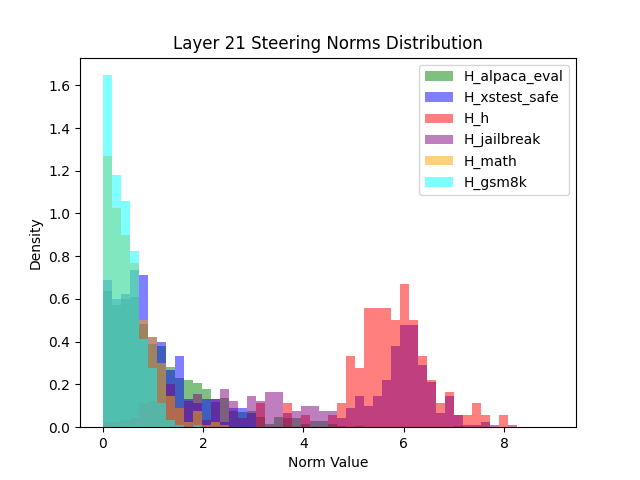 Layer 21 Steering Norms Distribution
H_alpaca_eval
H_xstest_safe
H_h
H_jailbreak
H_math
H_gsm8k
1.6
1.4
1.2
1.0
0.8
0.6
0.4
0.2
0.0
Density
0 2 4 6 8
Norm Value